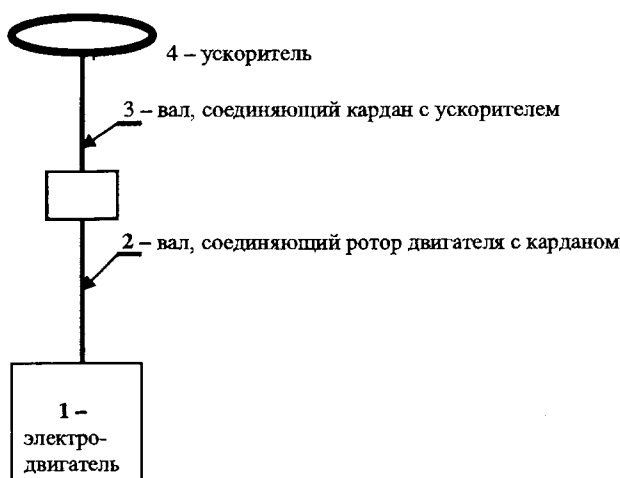 4 – ускоритель
3 – вал, соединяющий кардан с ускорителем
2 – вал, соединяющий ротор двигателя с карданом
1 –
электро-
двигатель